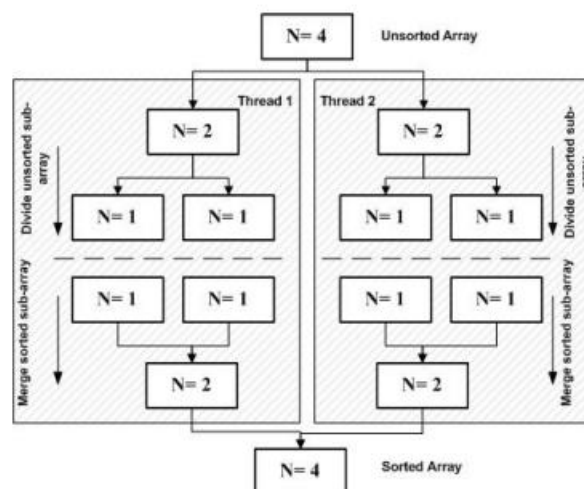 N= 4 Unsorted Array
Thread 1 Thread 2
N= 2 N= 2
Divide unsorted sub-
array
Divide unsorted sub-
N= 1 N= 1 N= 1 N= 1
N= 1 N= 1 N= 1 N= 1
Merge sorted sub-array
Merge sorted sub-array
N= 2 N= 2
N= 4 Sorted Array